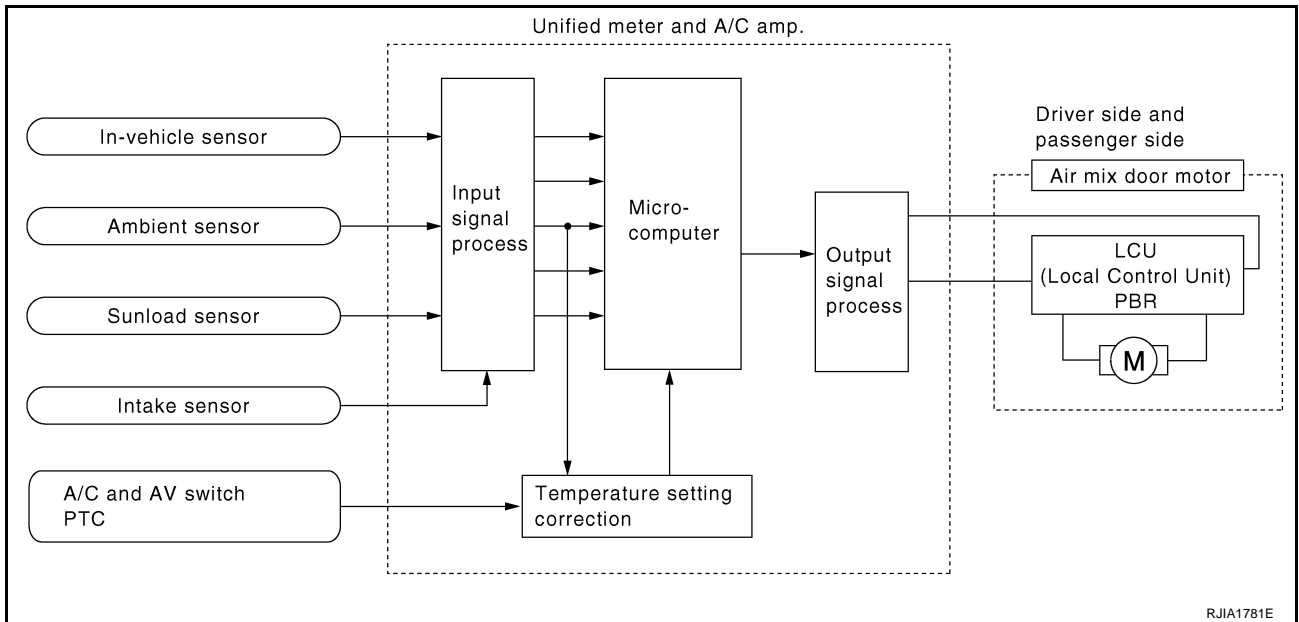 Unified meter and A/C amp.
In-vehicle sensor
Ambient sensor
Sunload sensor
Intake sensor
A/C and AV switch
PTC
Input
signal
process
Micro-
computer
Temperature setting
correction
Output
signal
process
Driver side and
passenger side
Air mix door motor
LCU
(Local Control Unit)
PBR
M
RJIA1781E